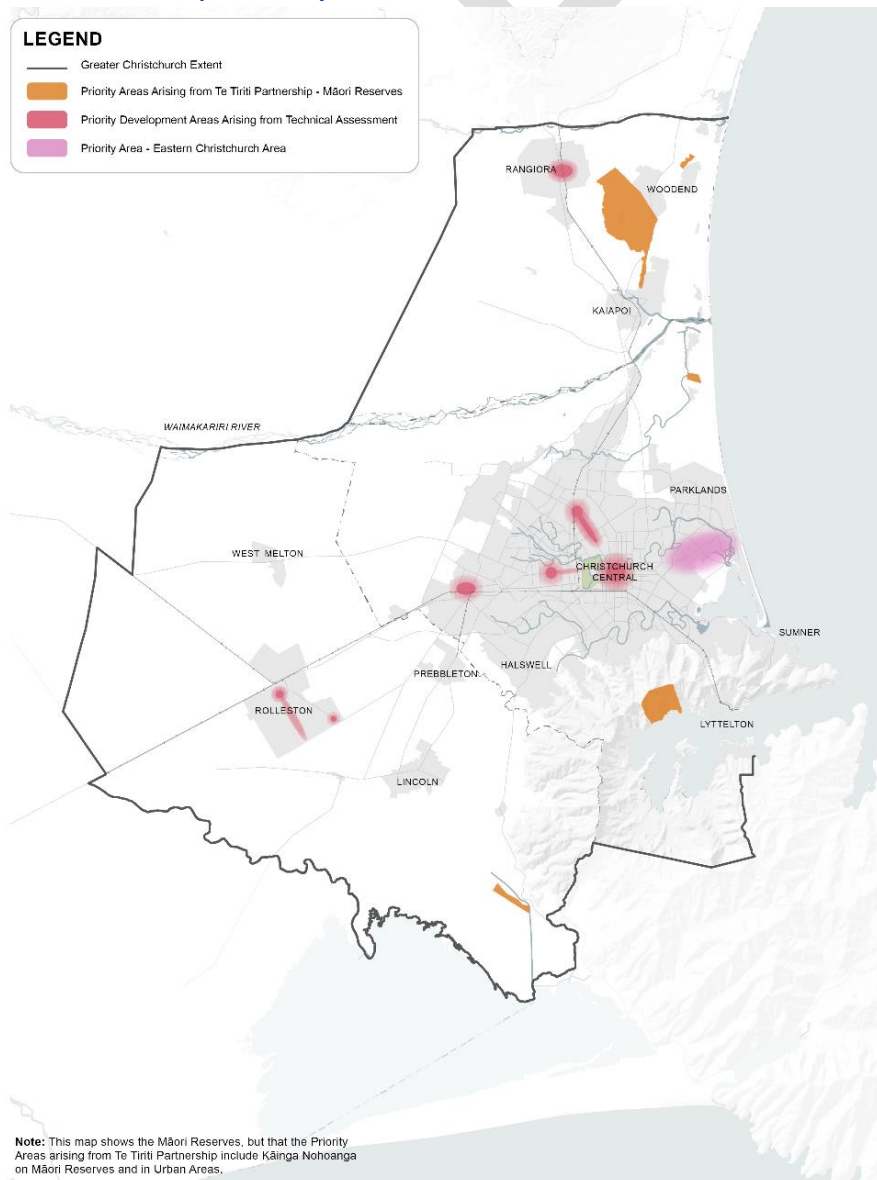 LEGEND
Greater Christchurch Extent
Priority Areas Arising from Te Tiriti Partnership - Māori Reserves
Priority Development Areas Arising from Technical Assessment
Priority Area - Eastern Christchurch Area
RANGIORA
WOODEND
KAIAPOI
WAIMAKARIRI RIVER
PARKLANDS
WEST MELTON
CHRISTCHURCH
CENTRAL
SUMNER
HALSWELL
PREBBLETON
ROLLESTON
LYTTELTON
LINCOLN
Note: This map shows the Māori Reserves, but that the Priority
Areas arising from Te Tiriti Partnership include Kāinga Nohoanga
on Māori Reserves and in Urban Areas.